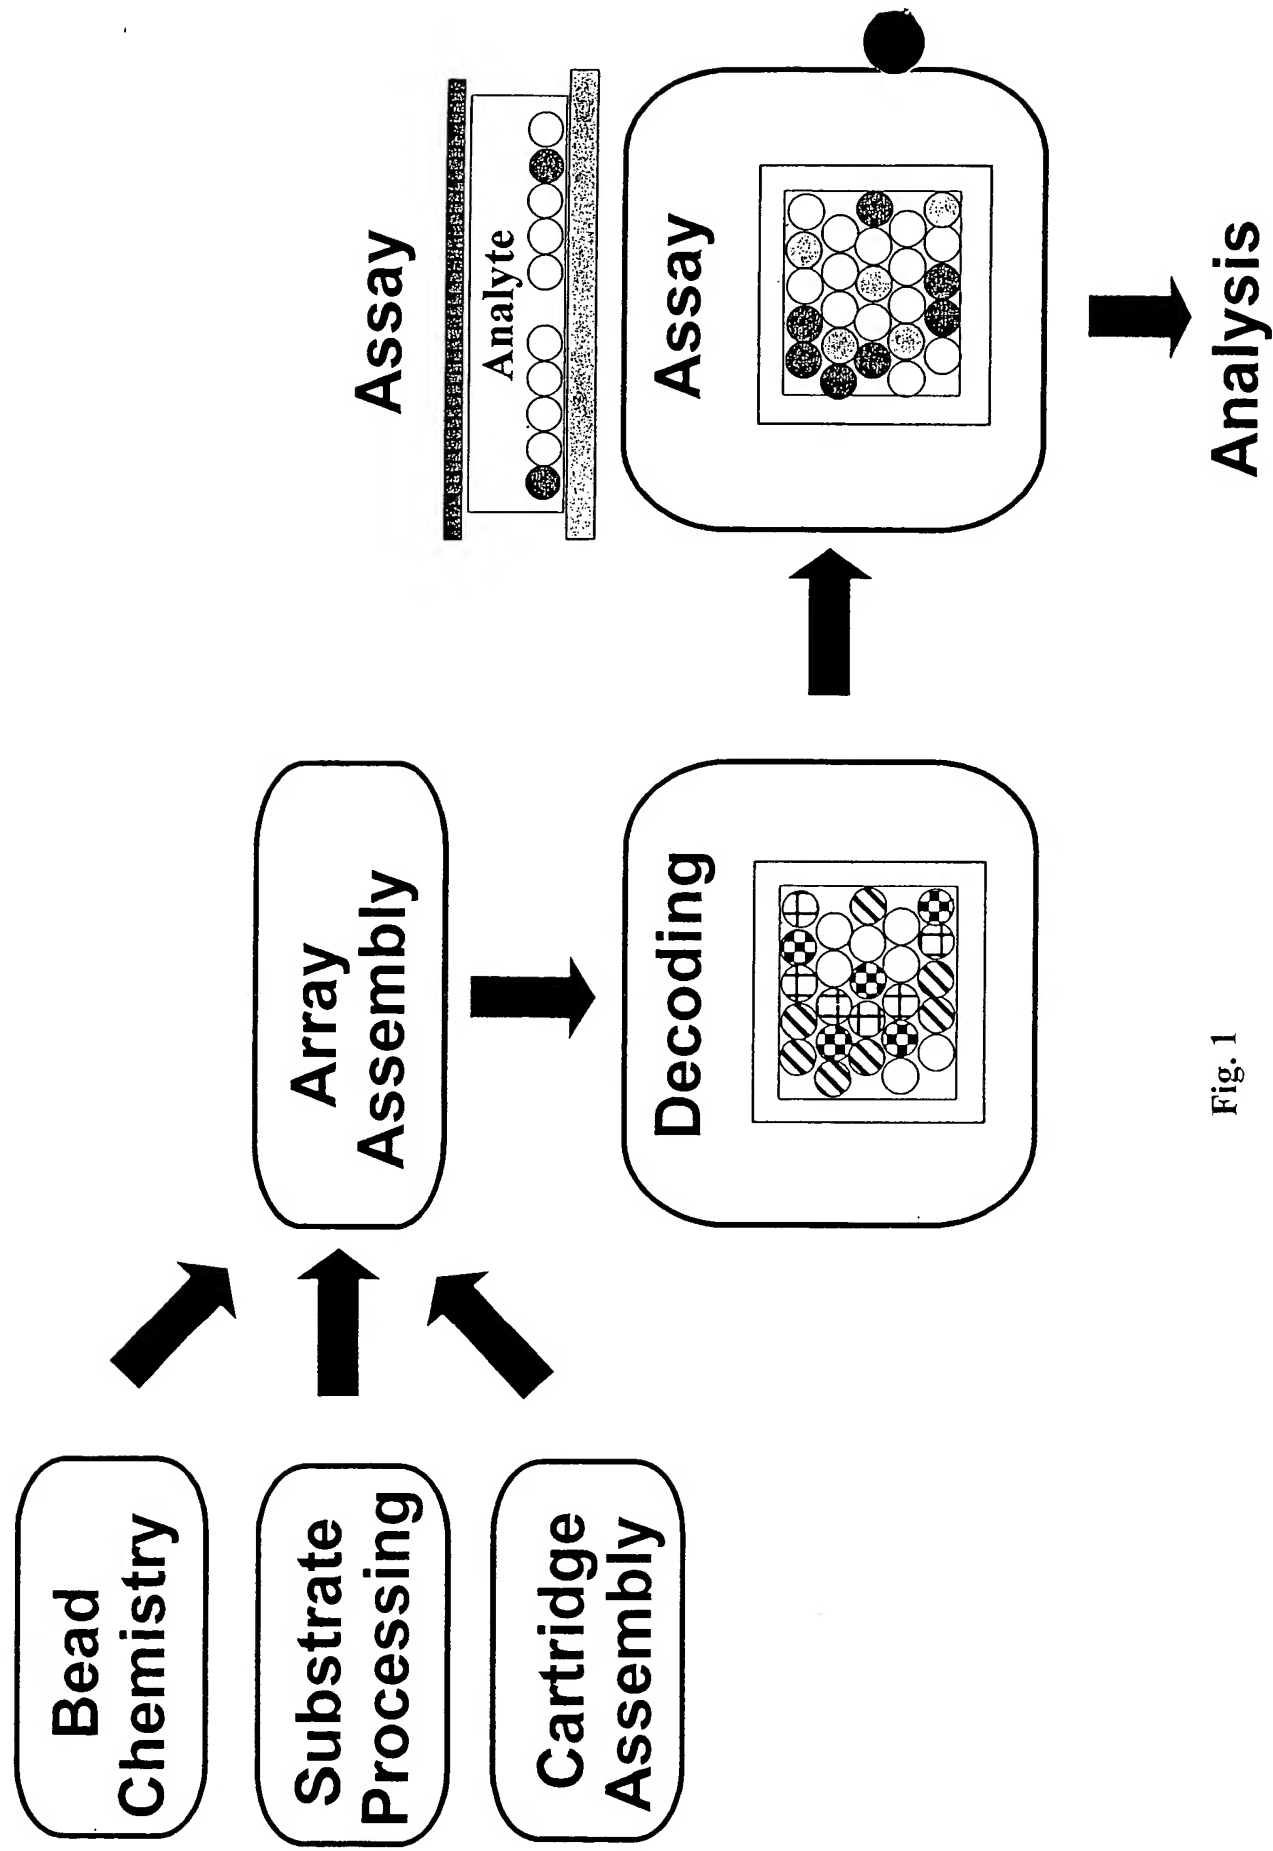 Bead
Chemistry
Substrate
Processing
Cartridge
Assembly
Array
Assembly
Decoding
Assay
Analyte
Assay
Analysis
Fig. 1